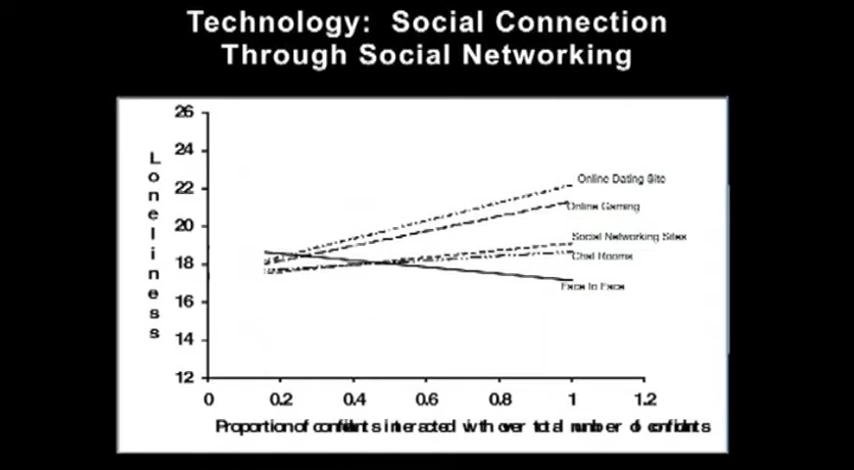 Technology: Social Connection
Through Social Networking
26
24
22
20
18
16
14
12
Loneliness
Online Dating Site
Online Gaming
Social Networking Sites
Chat Rooms
Face to Face
0 0.2 0.4 0.6 0.8 1 1.2
Proportion of confidants interacted with over total number of confidants